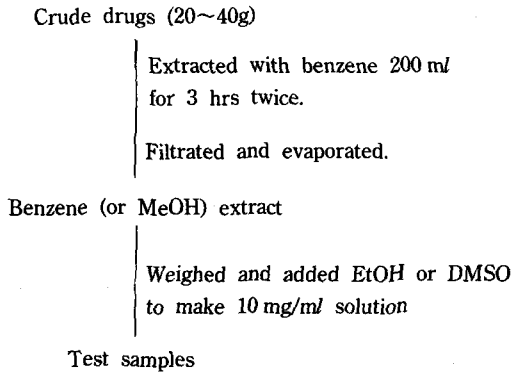 Crude drugs (20~40g)
Extracted with benzene 200 ml
for 3 hrs twice.
Filtrated and evaporated.
Benzene (or MeOH) extract
Weighed and added EtOH or DMSO
to make 10 mg/ml solution
Test samples